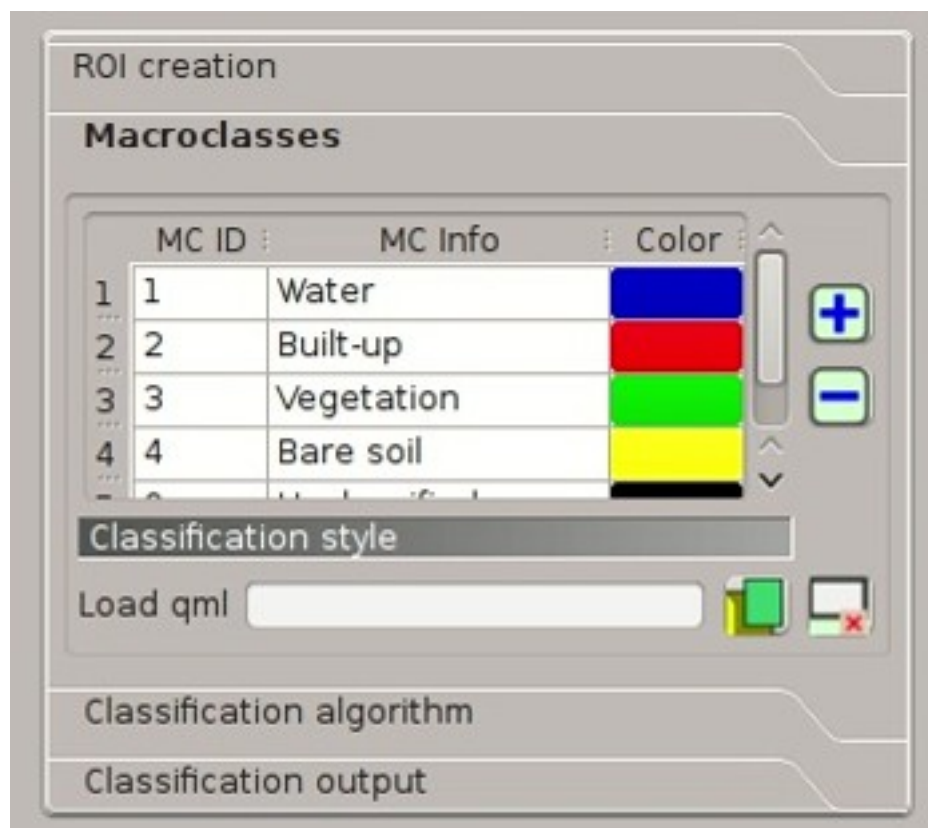 ROI creation
Macroclasses
MC ID MC Info Color
1 1 Water
2 2 Built-up
3 3 Vegetation
4 4 Bare soil
Classification style
Load qml
Classification algorithm
Classification output